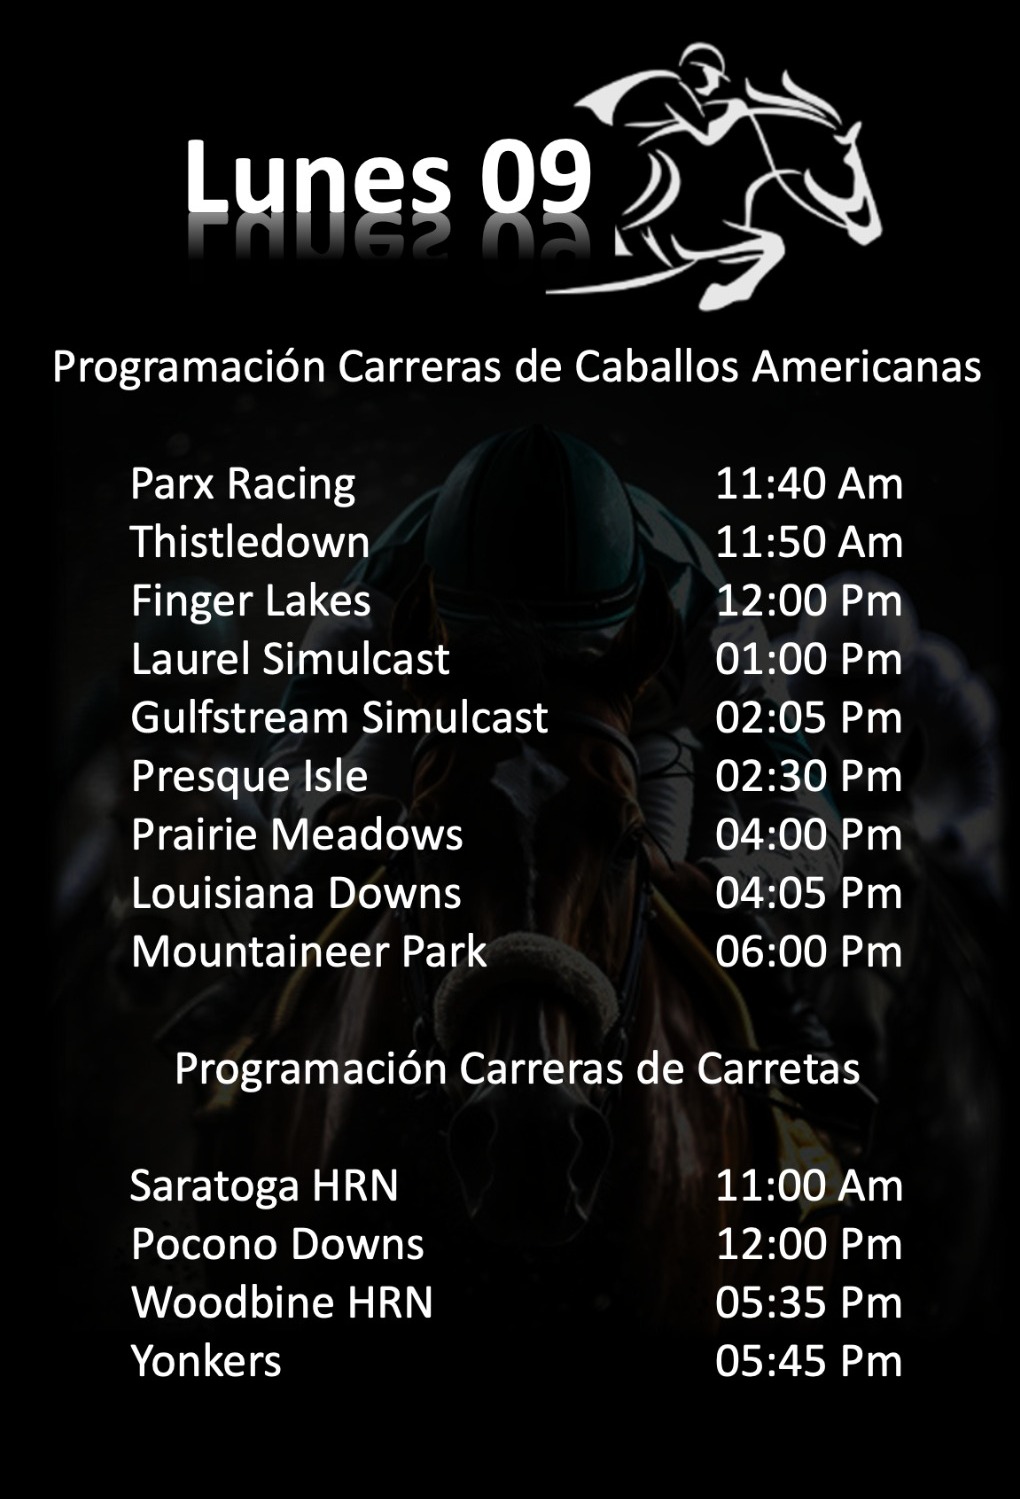 Lunes 09
Programación Carreras de Caballos Americanas
Parx Racing 11:40 Am
Thistledown 11:50 Am
Finger Lakes 12:00 Pm
Laurel Simulcast 01:00 Pm
Gulfstream Simulcast 02:05 Pm
Presque Isle 02:30 Pm
Prairie Meadows 04:00 Pm
Louisiana Downs 04:05 Pm
Mountaineer Park 06:00 Pm
Programación Carreras de Carretas
Saratoga HRN 11:00 Am
Pocono Downs 12:00 Pm
Woodbine HRN 05:35 Pm
Yonkers 05:45 Pm